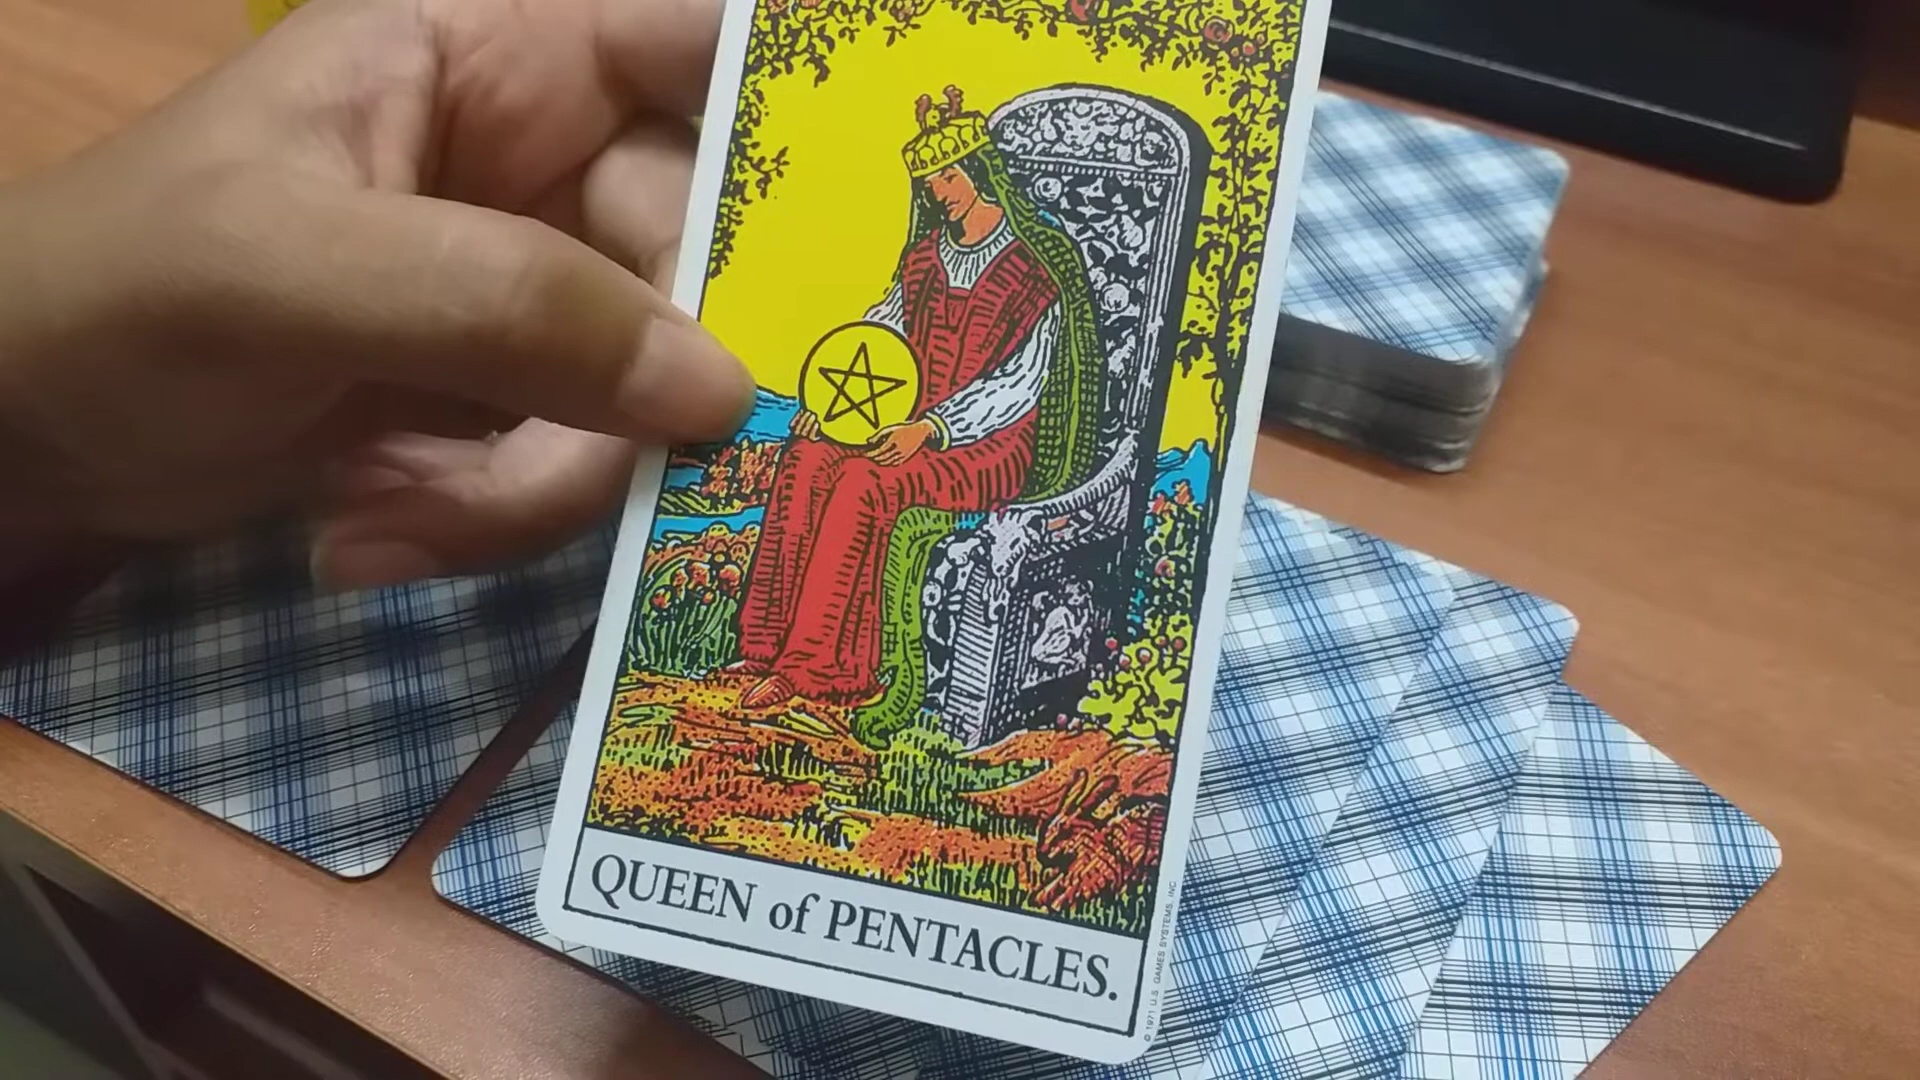 QUEEN of PENTACLES.
© 1971 U.S. GAMES SYSTEMS, INC.